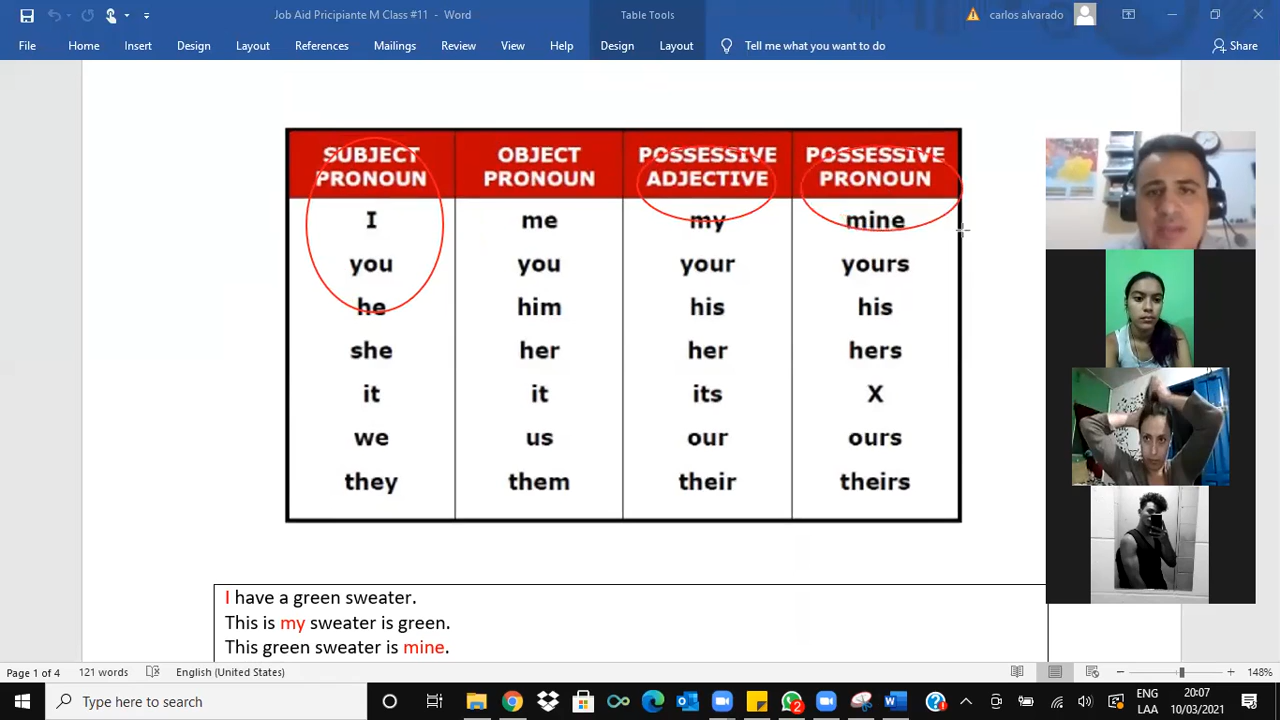 Job Aid Pricipiante M Class #11 - Word
Table Tools
carlos alvarado
File Home Insert Design Layout References Mailings Review View Help Design Layout Tell me what you want to do Share
SUBJECT PRONOUN
OBJECT PRONOUN
POSSESSIVE ADJECTIVE
POSSESSIVE PRONOUN
I me my mine
you you your yours
he him his his
she her her hers
it it its X
we us our ours
they them their theirs
I have a green sweater.
This is my sweater is green.
This green sweater is mine.
Page 1 of 4 121 words English (United States) 148%
Type here to search
2
ENG
LAA
20:07
10/03/2021